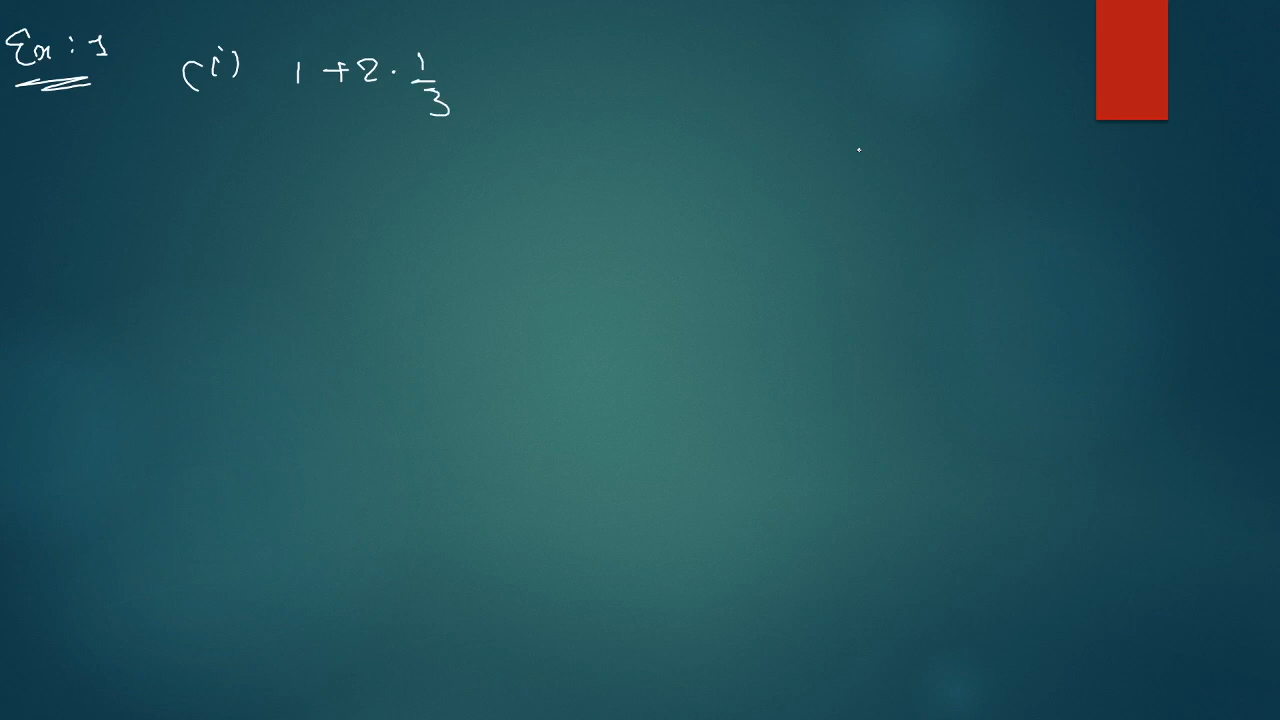 Ex : 1 (i) 1 + 2 · 1/3